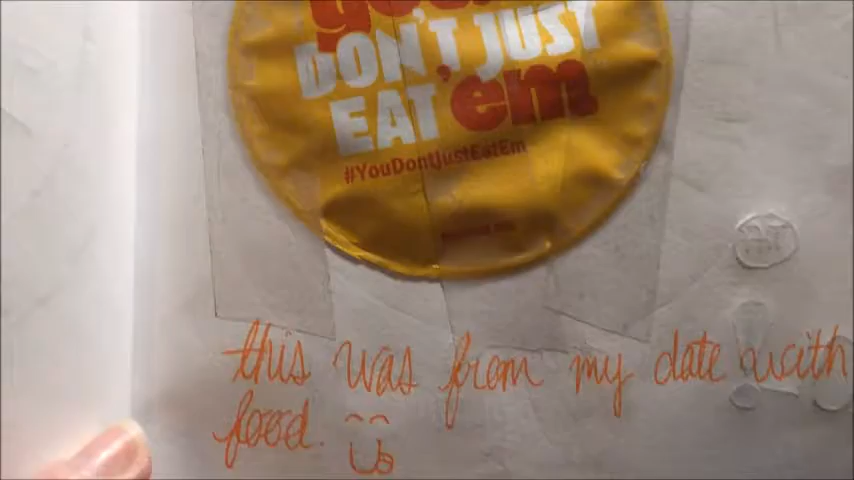 DON'T JUST
EAT 'em
#YouDontJustEatEm
this was from my date with
food.